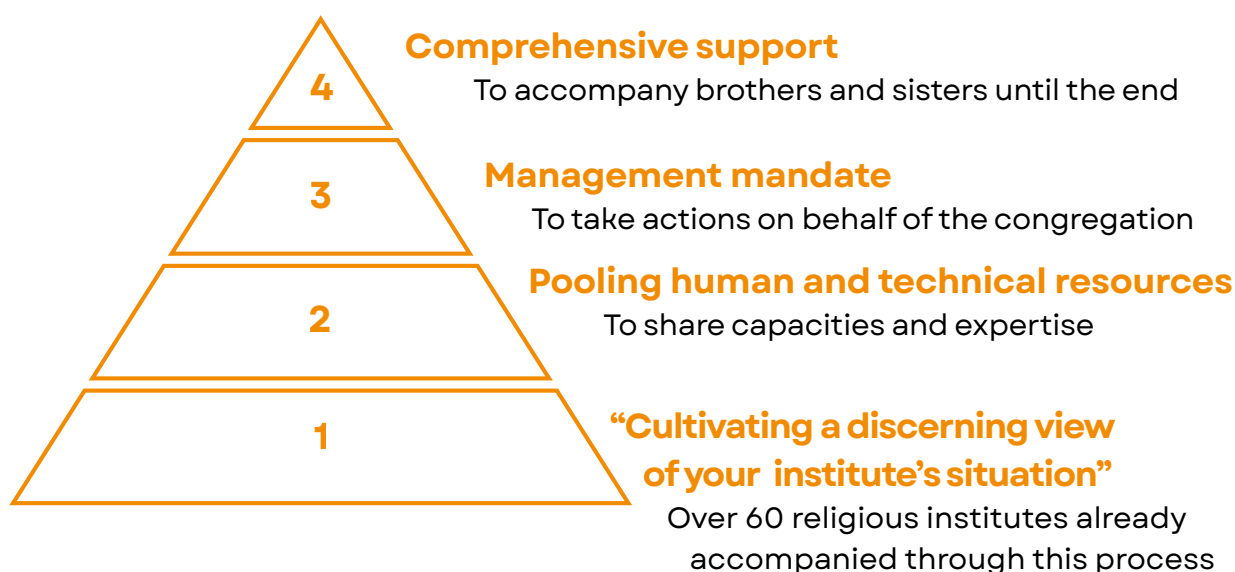 4
Comprehensive support
To accompany brothers and sisters until the end
3
Management mandate
To take actions on behalf of the congregation
2
Pooling human and technical resources
To share capacities and expertise
1
“Cultivating a discerning view
of your institute’s situation”
Over 60 religious institutes already
accompanied through this process